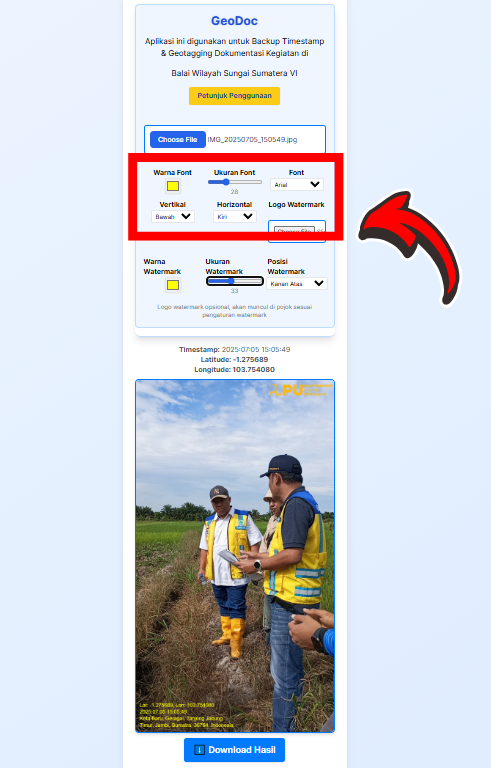 GeoDoc
Aplikasi ini digunakan untuk Backup Timestamp
& Geotagging Dokumentasi Kegiatan di
Balai Wilayah Sungai Sumatera VI
Petunjuk Penggunaan
Choose File IMG_20250705_150549.jpg
Warna Font Ukuran Font Font
28 Arial
Vertikal Horizontal Logo Watermark
Bawah Kiri
Choose File
Warna Ukuran Posisi
Watermark Watermark Watermark
33 Kanan Atas
Logo watermark opsional, akan muncul di pojok sesuai
pengaturan watermark
Timestamp: 2025:07:05 15:05:49
Latitude: -1.275689
Longitude: 103.754080
PU
Lat: -1.275689, Lon: 103.754080
2025:07:05 15:05:49
Kota Baru, Geragai, Tanjung Jabung
Timur, Jambi, Sumatra, 36764, Indonesia
Download Hasil